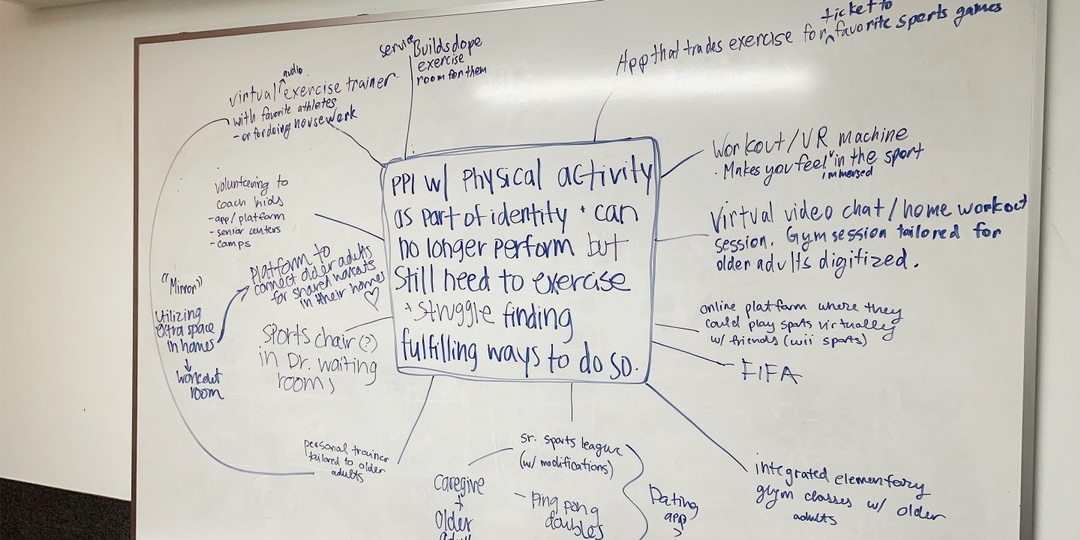 service Builds dope
exercise
room for them
App that trades exercise for ticket to favorite sports games
virtual audio exercise trainer
with favorite athletes
- or for doing housework
volunteering to
coach kids
- app/platform
- senior centers
- camps
PPl w/ Physical activity
as part of identity · can
no longer perform but
still need to exercise
+ struggle finding
fulfilling ways to do so.
Workout/VR machine
· Makes you feel "in the sport
immersed
Virtual video chat/home workout
session. Gym session tailored for
older adults digitized.
Platform to
connect older adults
for shared workouts
in their homes
"Mirror"
Utilizing
extra space
in homes
workout
room
Sports chair (?)
in Dr. waiting
rooms
online platform where they
could play sports virtually
w/ friends (wii sports)
FIFA
personal trainer
tailored to older
adults
sr. sports league
(w/ modifications)
- Ping pong
doubles
caregive
+
older
Dating
app?
integrated elementary
gym classes w/ older
adults